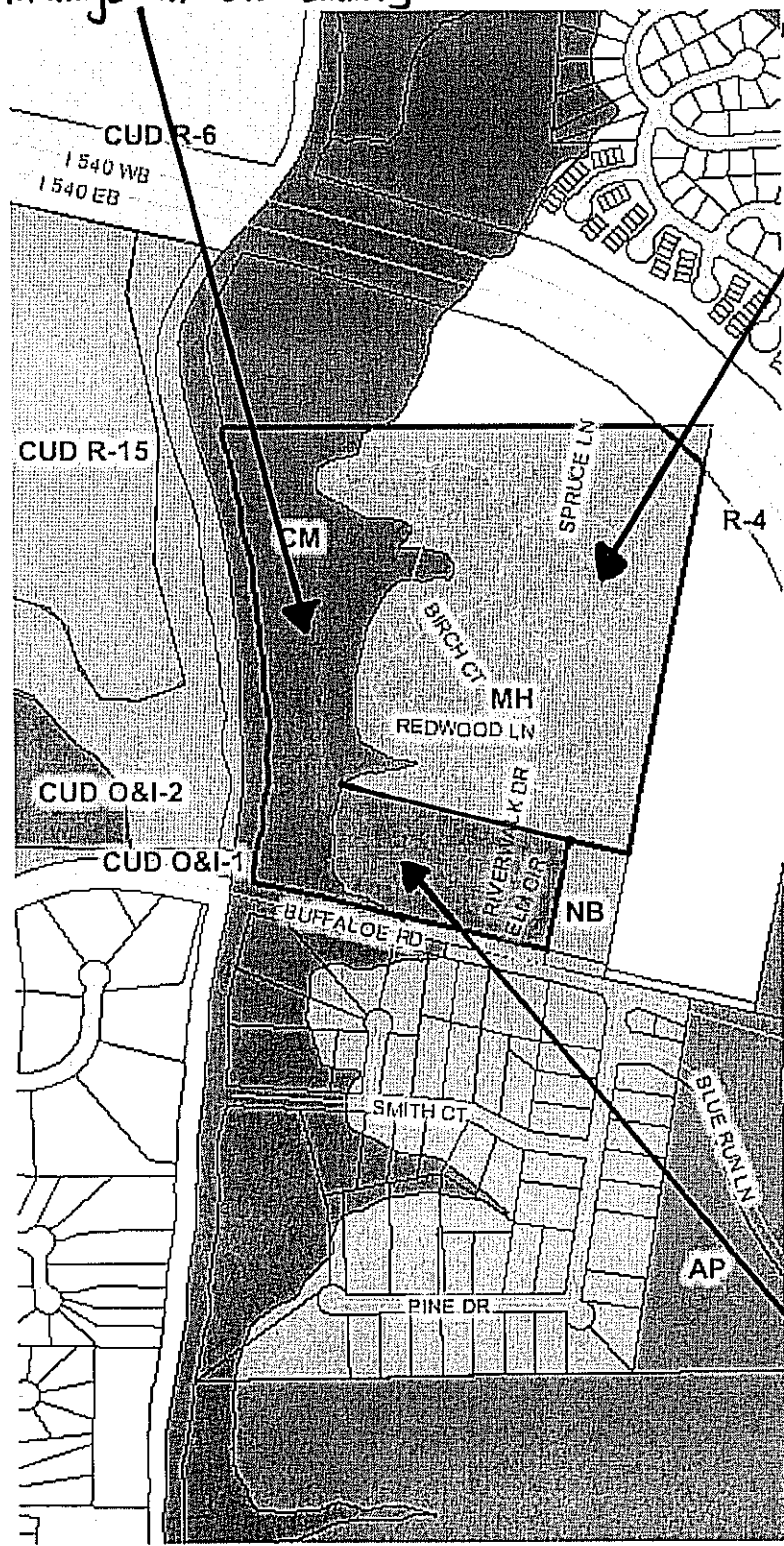 CUD R-6
I 540 WB
I 540 EB
CUD R-15
SPRUCE LN
R-4
CM
BIRCH CT
MH
REDWOOD LN
CUD O&I-2
RIVERWALK DR
ELM DR
CUD O&I-1
NB
BUFFALOE RD
SMITH CT
BLUE RUN LN
AP
PINE DR